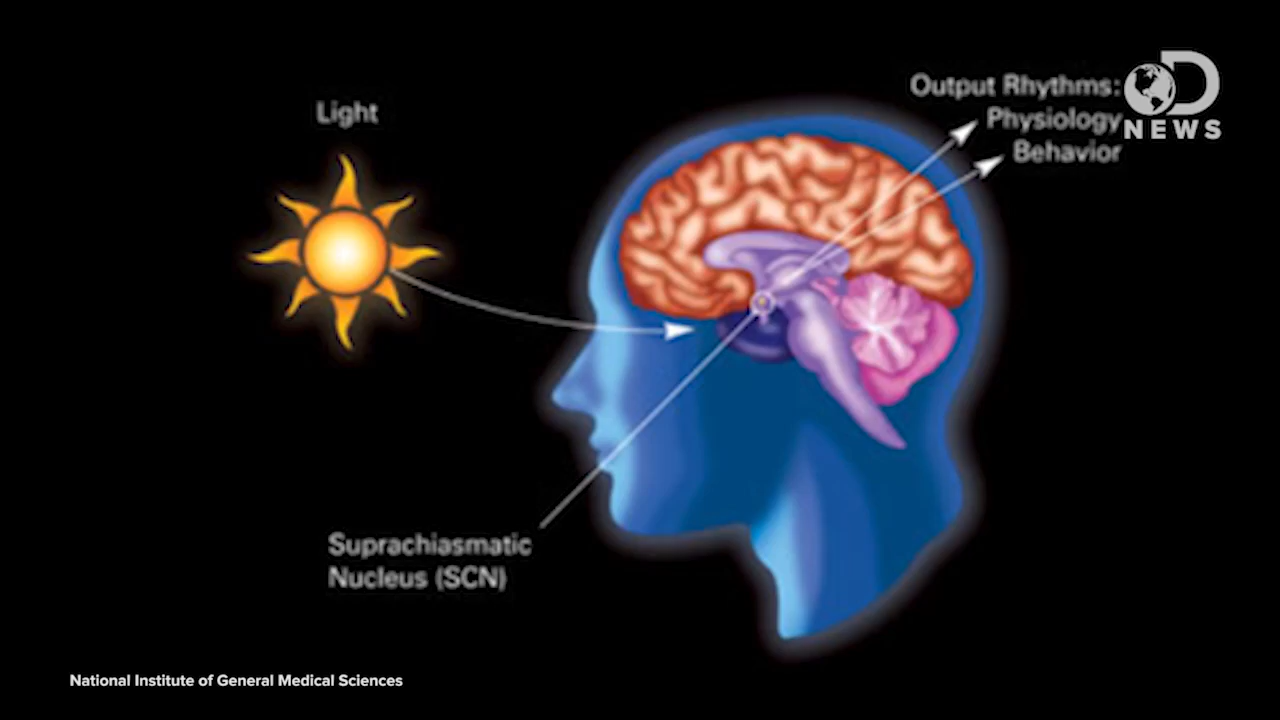 Light
Output Rhythms:
Physiology
Behavior
NEWS
Suprachiasmatic
Nucleus (SCN)
National Institute of General Medical Sciences